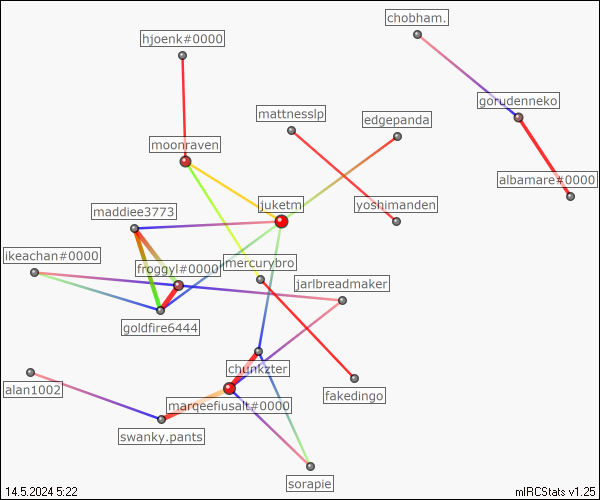 chobham.
hjoenk#0000
gorudenneko
mattnesslp
edgepanda
moonraven
albamare#0000
maddiee3773
juketm
yoshimanden
ikeachan#0000
froggyl#0000
mercurybro
jarlbreadmaker
goldfire6444
chunkzter
alan1002
marqeefiusalt#0000
fakedingo
swanky.pants
sorapie
14.5.2024 5:22
mIRCStats v1.25